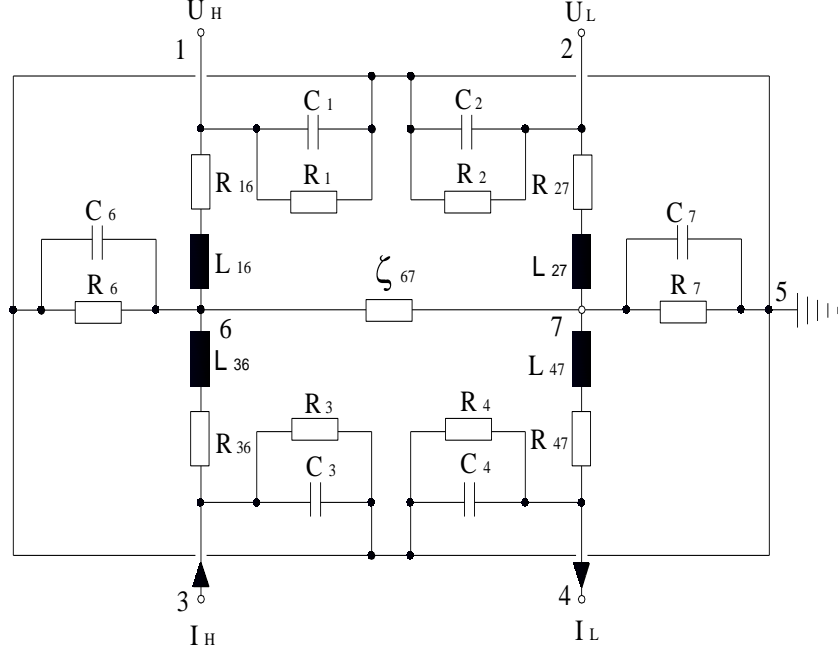 U H
U L
1
2
C 1
C 2
R 16
R 1
R 2
R 27
C 6
C 7
L 16
ζ 67
L 27
R 6
R 7
5
6
7
L 36
L 47
R 3
R 4
R 36
R 47
C 3
C 4
3
4
I H
I L